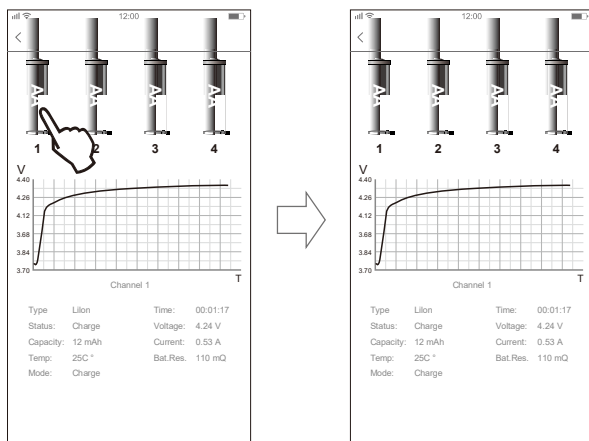 12:00
AA AA AA AA
1 2 3 4
V
4.40
4.26
4.12
3.68
3.84
3.70
T
Channel 1
Type LiIon Time: 00:01:17
Status: Charge Voltage: 4.24 V
Capacity: 12 mAh Current: 0.53 A
Temp: 25C ° Bat.Res. 110 mQ
Mode: Charge
12:00
AA AA AA AA
1 2 3 4
V
4.40
4.26
4.12
3.68
3.84
3.70
T
Channel 1
Type LiIon Time: 00:01:17
Status: Charge Voltage: 4.24 V
Capacity: 12 mAh Current: 0.53 A
Temp: 25C ° Bat.Res. 110 mQ
Mode: Charge